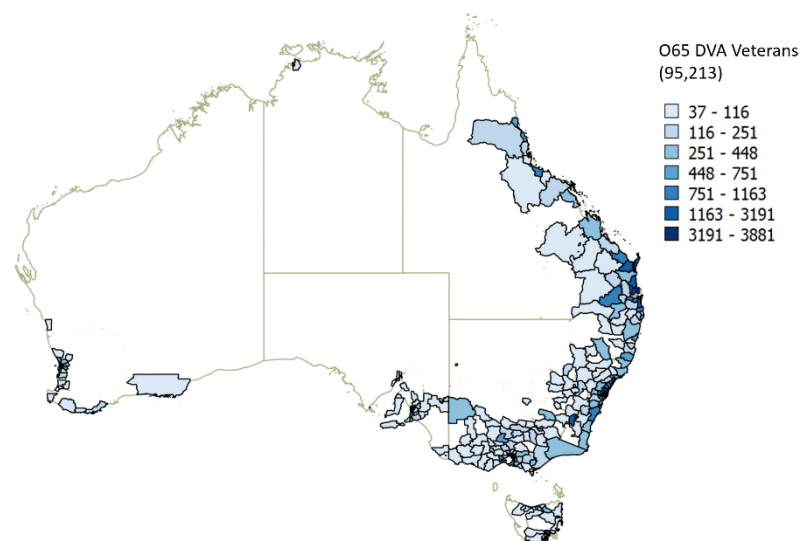 O65 DVA Veterans
(95,213)
37 - 116
116 - 251
251 - 448
448 - 751
751 - 1163
1163 - 3191
3191 - 3881